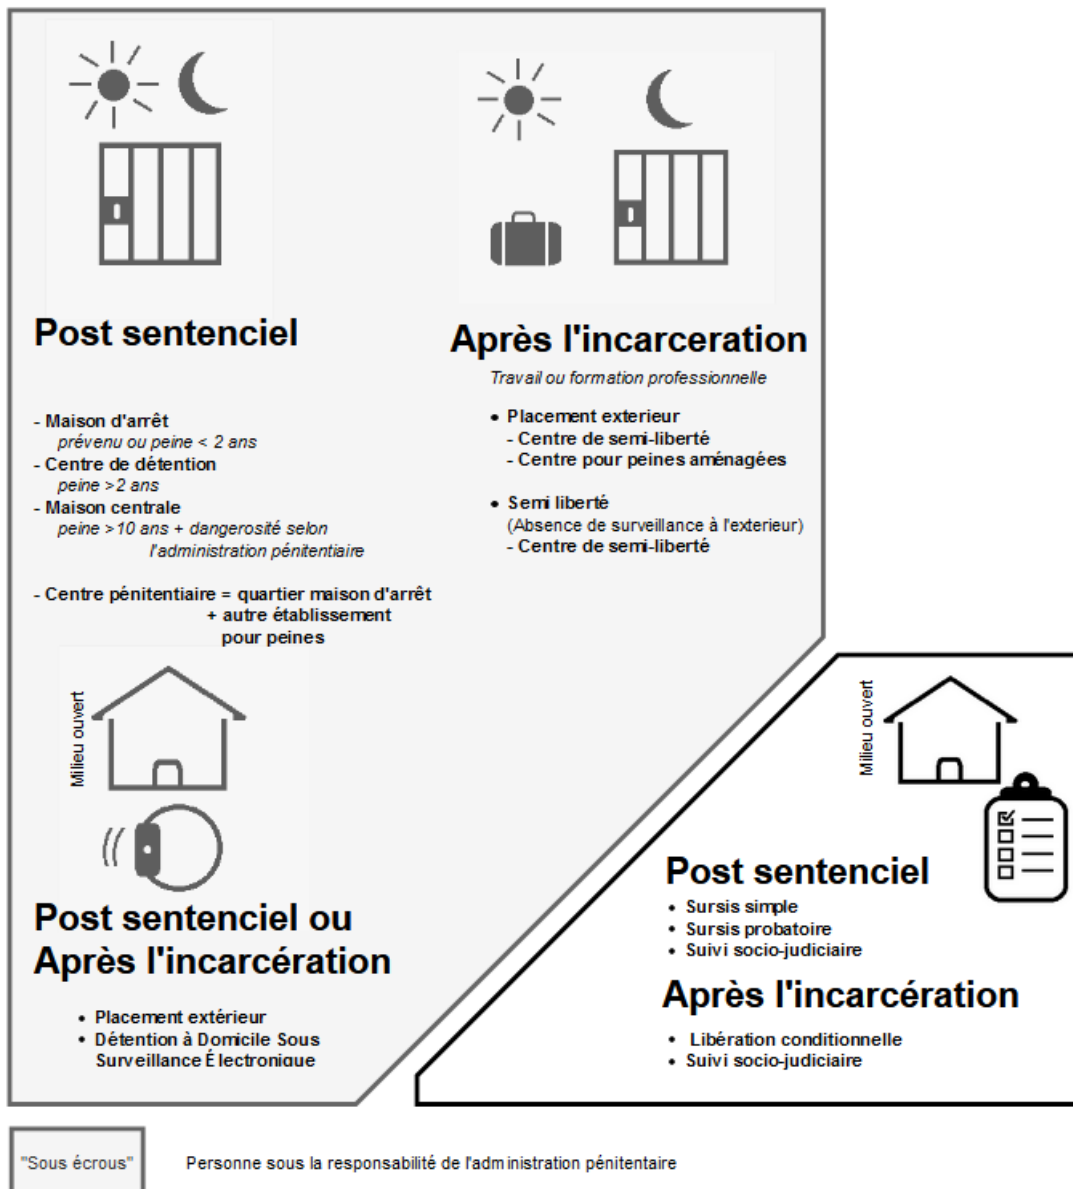 Post sentenciel
- Maison d'arrêt
prévenu ou peine < 2 ans
- Centre de détention
peine >2 ans
- Maison centrale
peine >10 ans + dangerosité selon
l'administration pénitentiaire
- Centre pénitentiaire = quartier maison d'arrêt
+ autre établissement
pour peines
Après l'incarceration
Travail ou formation professionnelle
• Placement exterieur
- Centre de semi-liberté
- Centre pour peines aménagées
• Semi liberté
(Absence de surveillance à l'exterieur)
- Centre de semi-liberté
Milieu ouvert
Post sentenciel ou
Après l'incarcération
• Placement extérieur
• Détention à Domicile Sous
Surveillance Électronique
Milieu ouvert
Post sentenciel
• Sursis simple
• Sursis probatoire
• Suivi socio-judiciaire
Après l'incarcération
• Libération conditionnelle
• Suivi socio-judiciaire
"Sous écrous"
Personne sous la responsabilité de l'administration pénitentaire